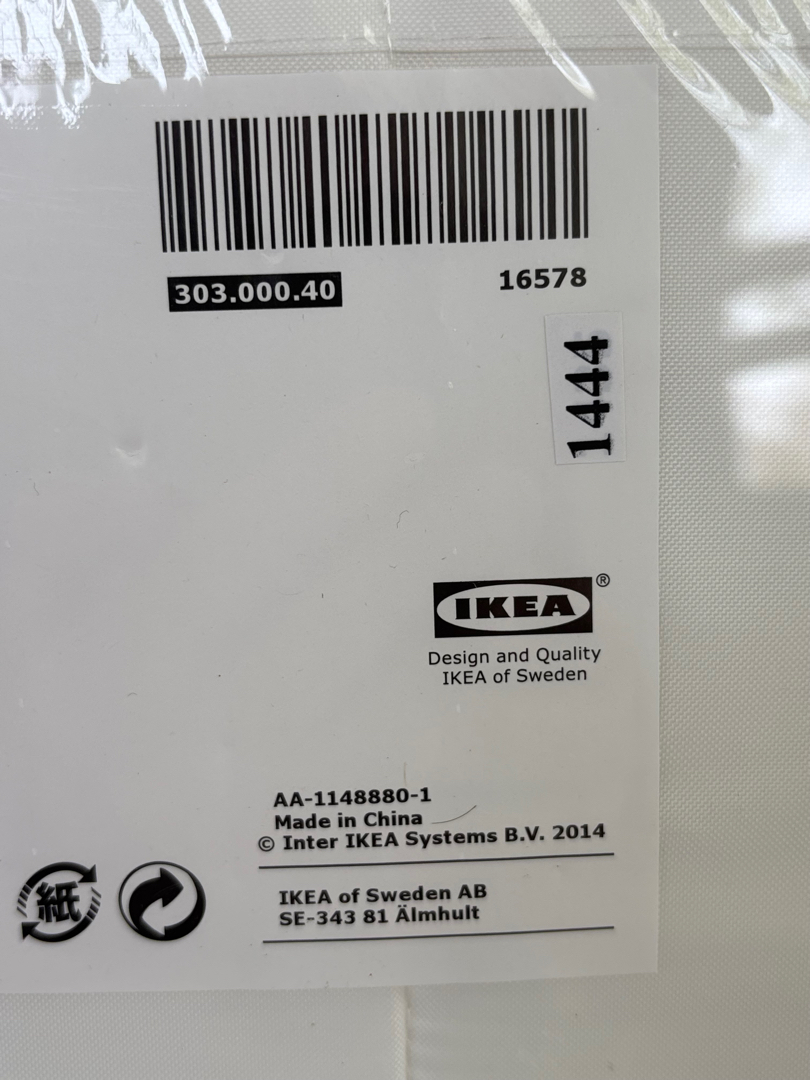 303.000.40
16578
1444
IKEA®
Design and Quality
IKEA of Sweden
AA-1148880-1
Made in China
© Inter IKEA Systems B.V. 2014
紙
IKEA of Sweden AB
SE-343 81 Älmhult